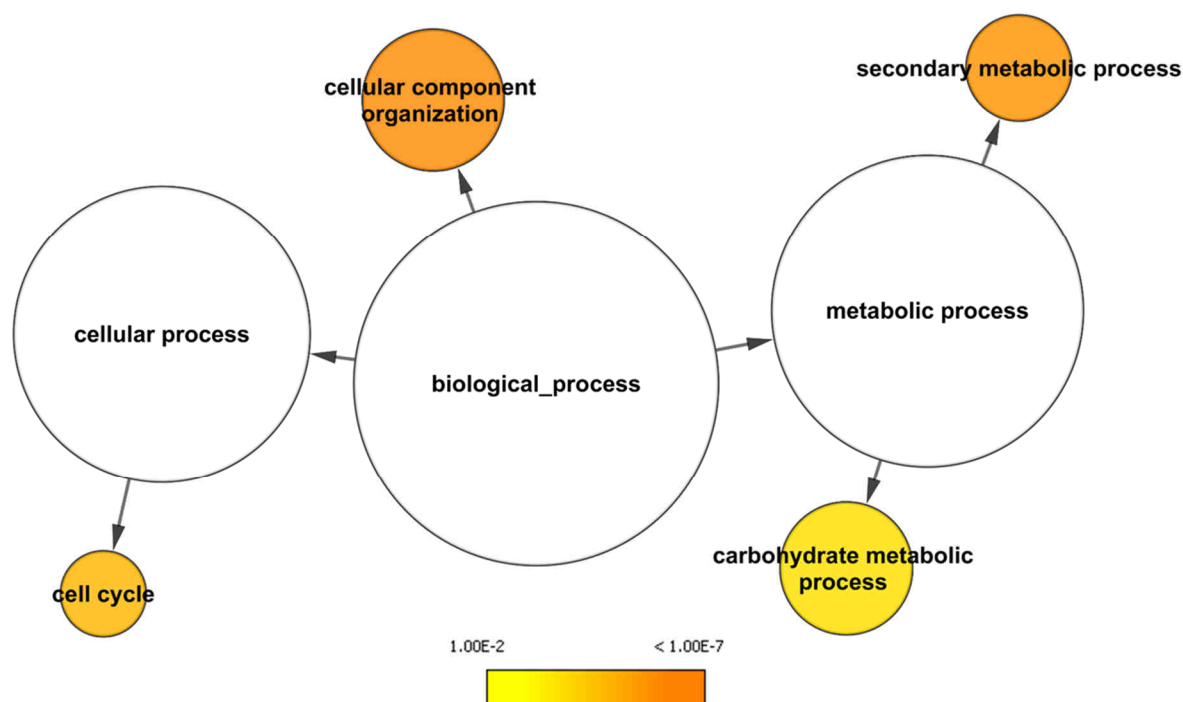 secondary metabolic process
cellular component
organization
metabolic process
cellular process
biological_process
carbohydrate metabolic
process
cell cycle
1.00E-2
< 1.00E-7